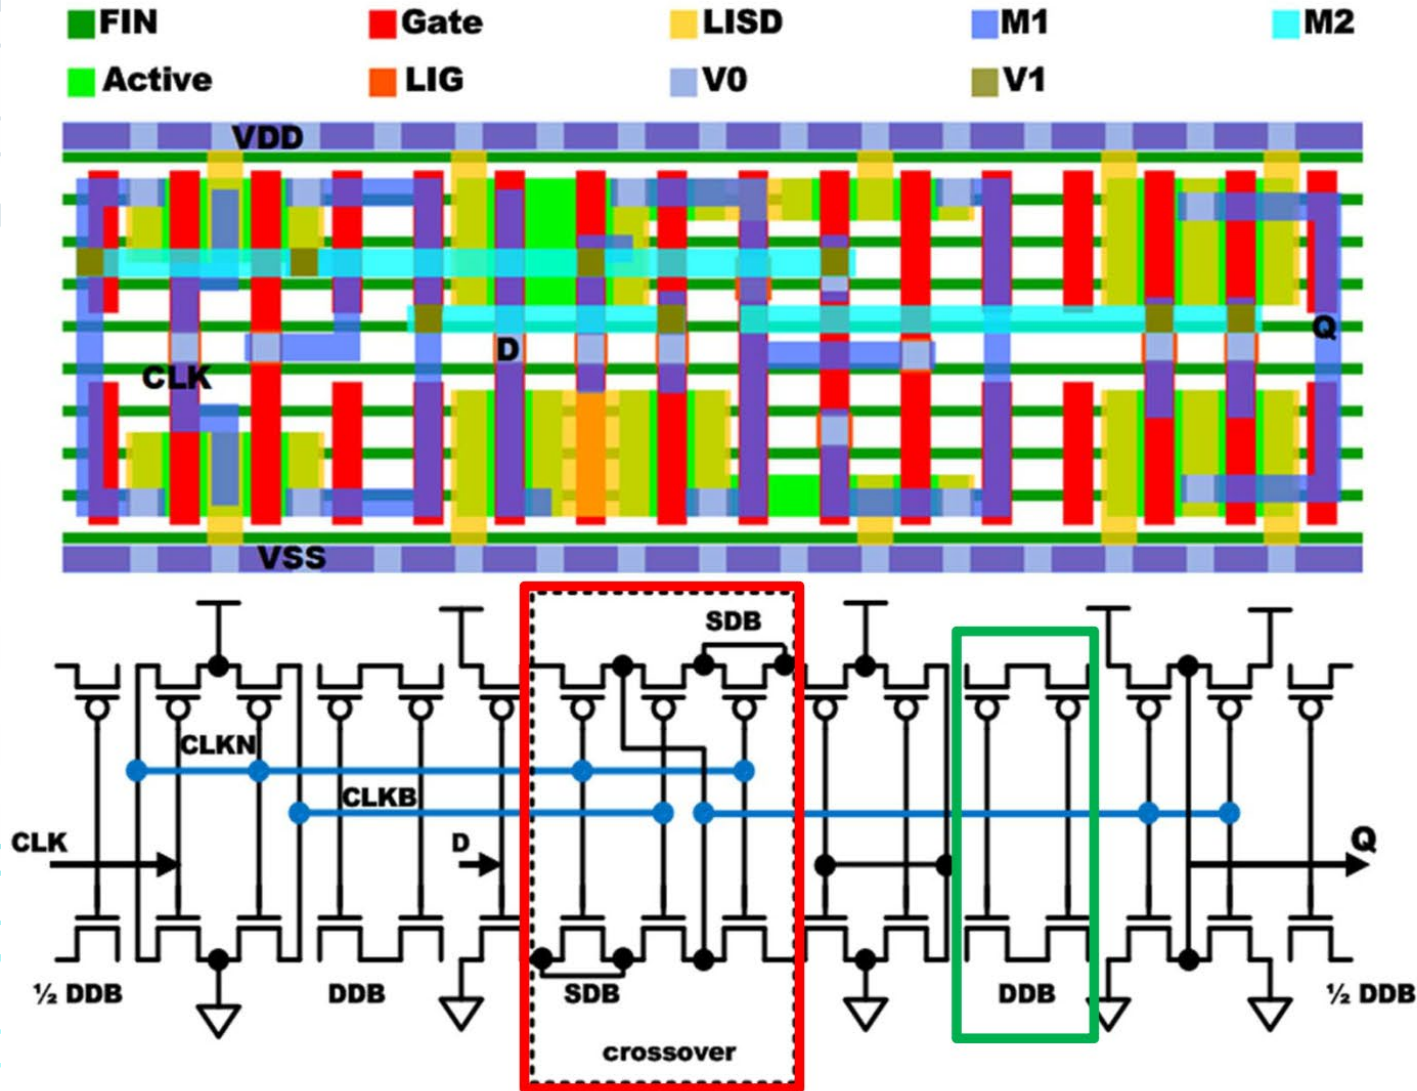 FIN Gate LISD M1 M2
Active LIG V0 V1
VDD
D
Q
CLK
VSS
SDB
CLKN
CLKB
CLK D Q
½ DDB DDB SDB DDB ½ DDB
crossover